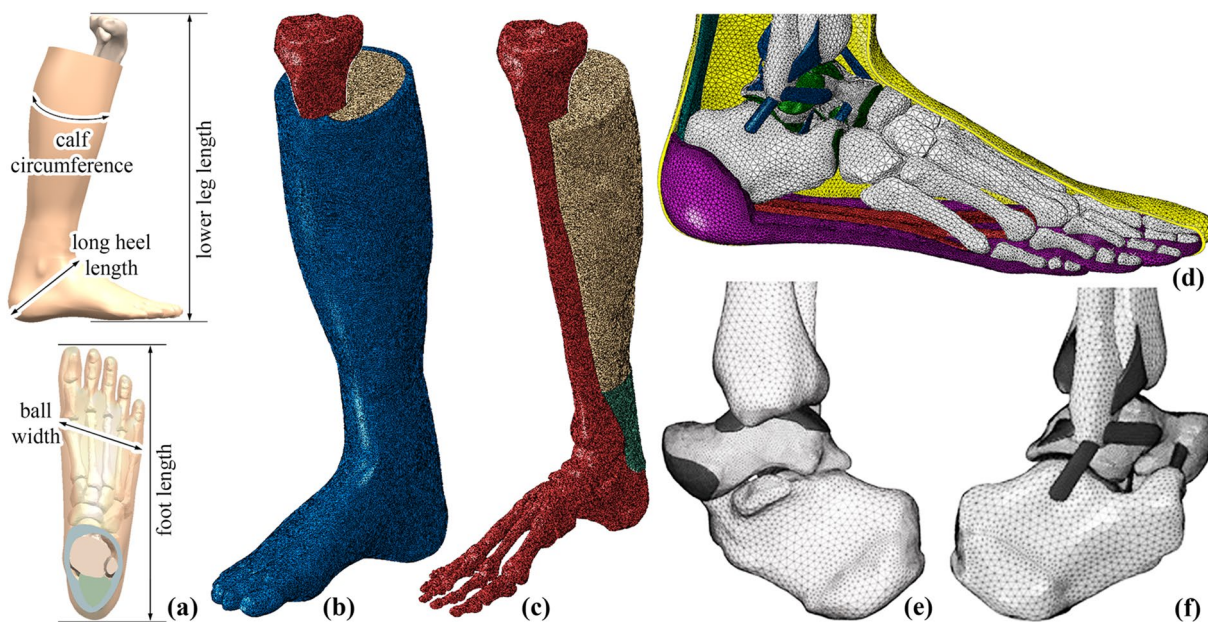 calf
circumference
lower leg length
long heel
length
ball
width
foot length
(a)
(b)
(c)
(d)
(e)
(f)